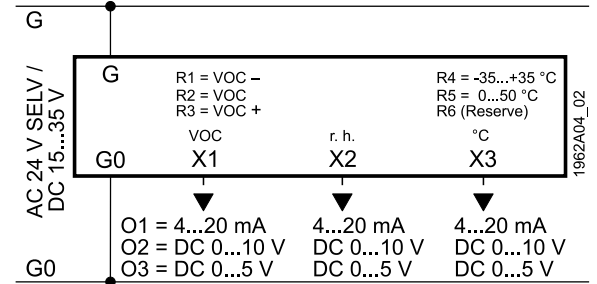 G
AC 24 V SELV /
DC 15...35 V
G
R1 = VOC –
R2 = VOC
R3 = VOC +
R4 = -35...+35 °C
R5 = 0...50 °C
R6 (Reserve)
VOC r. h. °C
G0 X1 X2 X3
1962A04_02
O1 = 4...20 mA 4...20 mA 4...20 mA
O2 = DC 0...10 V DC 0...10 V DC 0...10 V
O3 = DC 0...5 V DC 0...5 V DC 0...5 V
G0